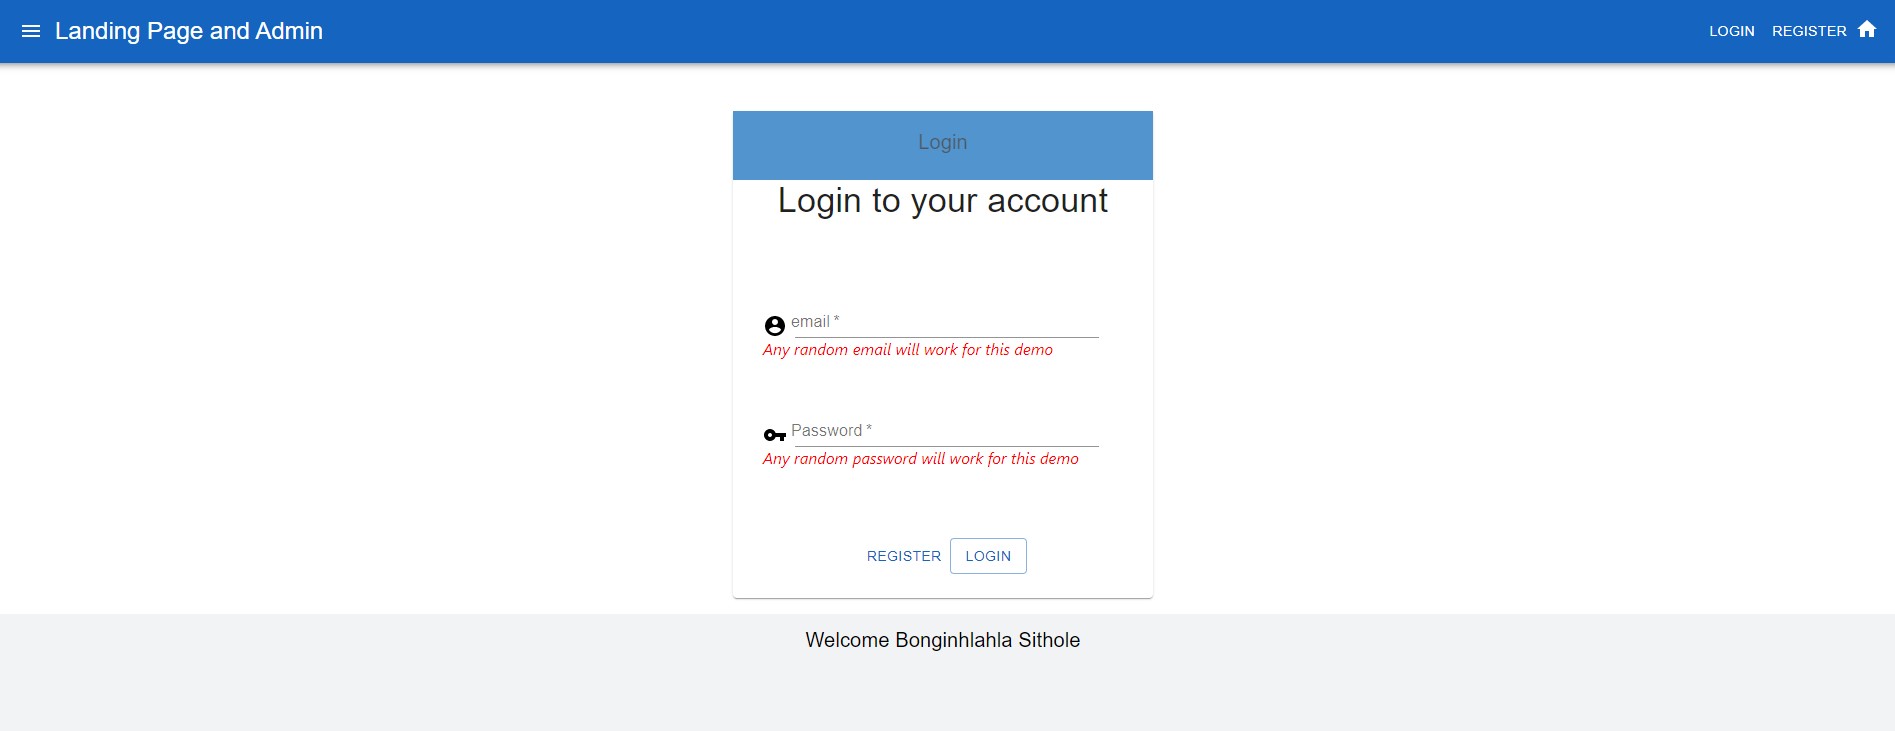 Landing Page and Admin
LOGIN REGISTER
Login
Login to your account
email *
Any random email will work for this demo
Password *
Any random password will work for this demo
REGISTER LOGIN
Welcome Bonginhlahla Sithole